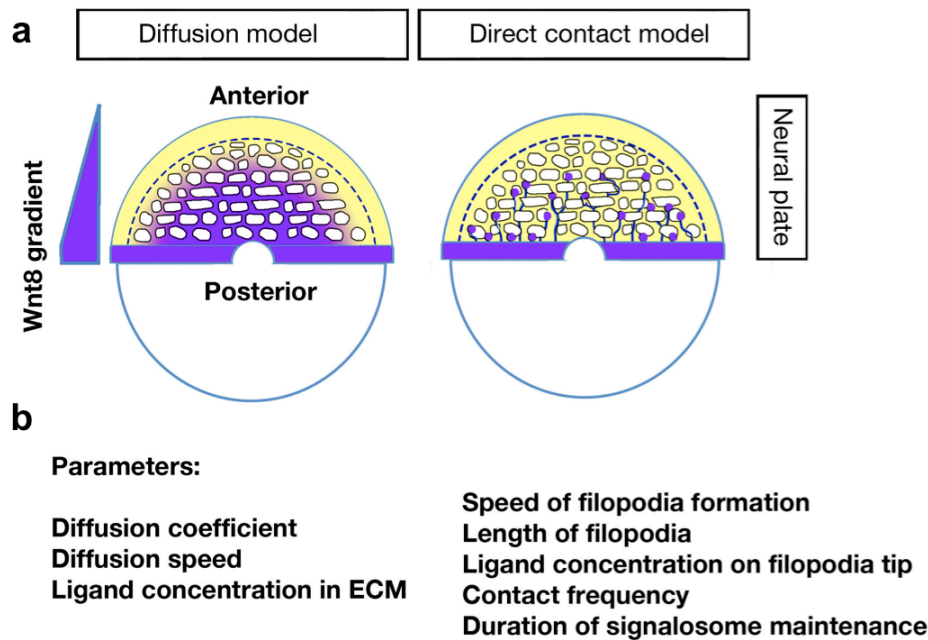 a
Diffusion model
Direct contact model
Anterior
Wnt8 gradient
Posterior
Neural plate
b
Parameters:
Diffusion coefficient
Diffusion speed
Ligand concentration in ECM
Speed of filopodia formation
Length of filopodia
Ligand concentration on filopodia tip
Contact frequency
Duration of signalosome maintenance